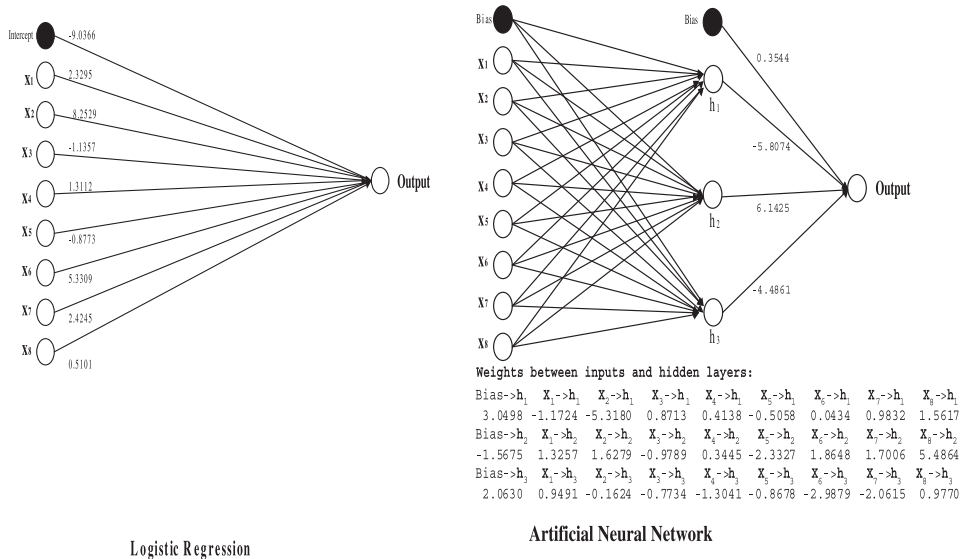 Intercept
-9.0366
X1
2.3295
X2
8.2529
X3
-1.1357
X4
1.3112
X5
-0.8773
X6
5.3309
X7
2.4245
X8
0.5101
Output
Logistic Regression
Bias
X1
X2
X3
X4
X5
X6
X7
X8
Bias
h1
h2
h3
0.3544
-5.8074
6.1425
-4.4861
Output
Weights between inputs and hidden layers:
Bias->h1 X1->h1 X2->h1 X3->h1 X4->h1 X5->h1 X6->h1 X7->h1 X8->h1
3.0498 -1.1724 -5.3180 0.8713 0.4138 -0.5058 0.0434 0.9832 1.5617
Bias->h2 X1->h2 X2->h2 X3->h2 X4->h2 X5->h2 X6->h2 X7->h2 X8->h2
-1.5675 1.3257 1.6279 -0.9789 0.3445 -2.3327 1.8648 1.7006 5.4864
Bias->h3 X1->h3 X2->h3 X3->h3 X4->h3 X5->h3 X6->h3 X7->h3 X8->h3
2.0630 0.9491 -0.1624 -0.7734 -1.3041 -0.8678 -2.9879 -2.0615 0.9770
Artificial Neural Network